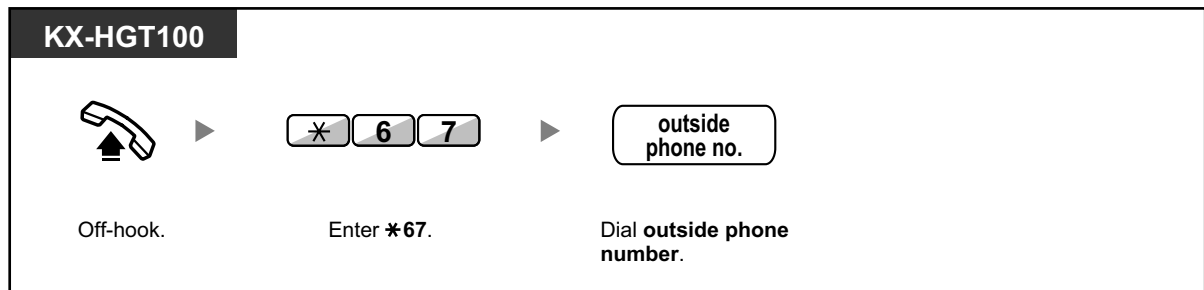 KX-HGT100
* 6 7
outside
phone no.
Off-hook.
Enter *67.
Dial outside phone
number.